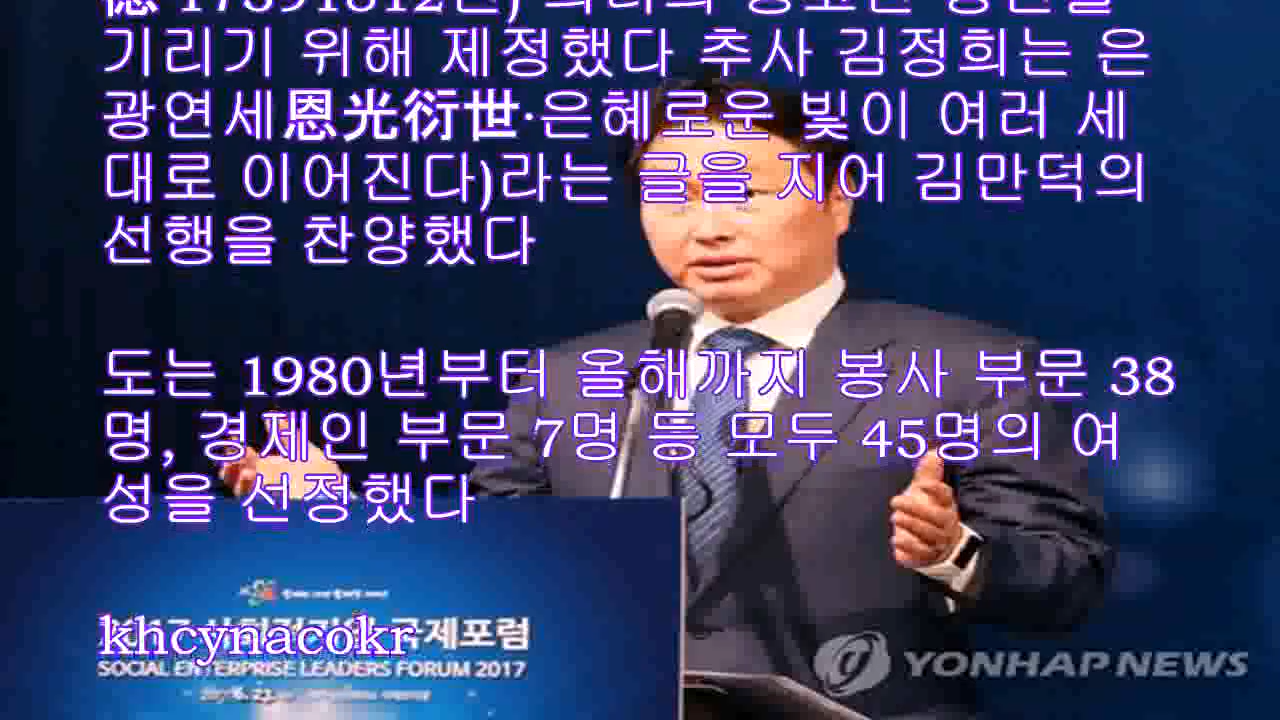 기리기 위해 제정했다 추사 김정희는 은
광연세恩光衍世·은혜로운 빛이 여러 세
대로 이어진다)라는 글을 지어 김만덕의
선행을 찬양했다
도는 1980년부터 올해까지 봉사 부문 38
명, 경제인 부문 7명 등 모두 45명의 여
성을 선정했다
khcynacokr
국제포럼
SOCIAL ENTERPRISE LEADERS FORUM 2017
YONHAP NEWS